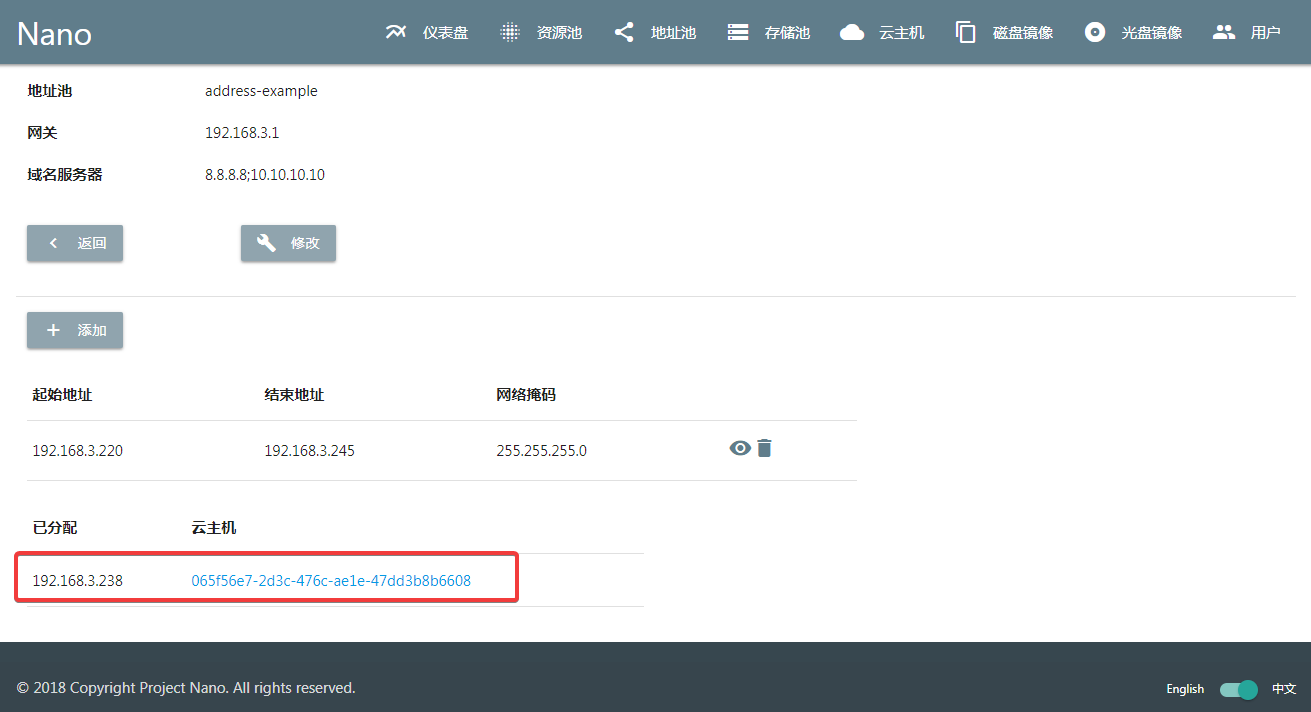 Nano 仪表盘 资源池 地址池 存储池 云主机 磁盘镜像 光盘镜像 用户
地址池 address-example
网关 192.168.3.1
域名服务器 8.8.8.8;10.10.10.10
返回 修改
添加
起始地址 结束地址 网络掩码
192.168.3.220 192.168.3.245 255.255.255.0
已分配 云主机
192.168.3.238 065f56e7-2d3c-476c-ae1e-47dd3b8b6608
© 2018 Copyright Project Nano. All rights reserved. English 中文